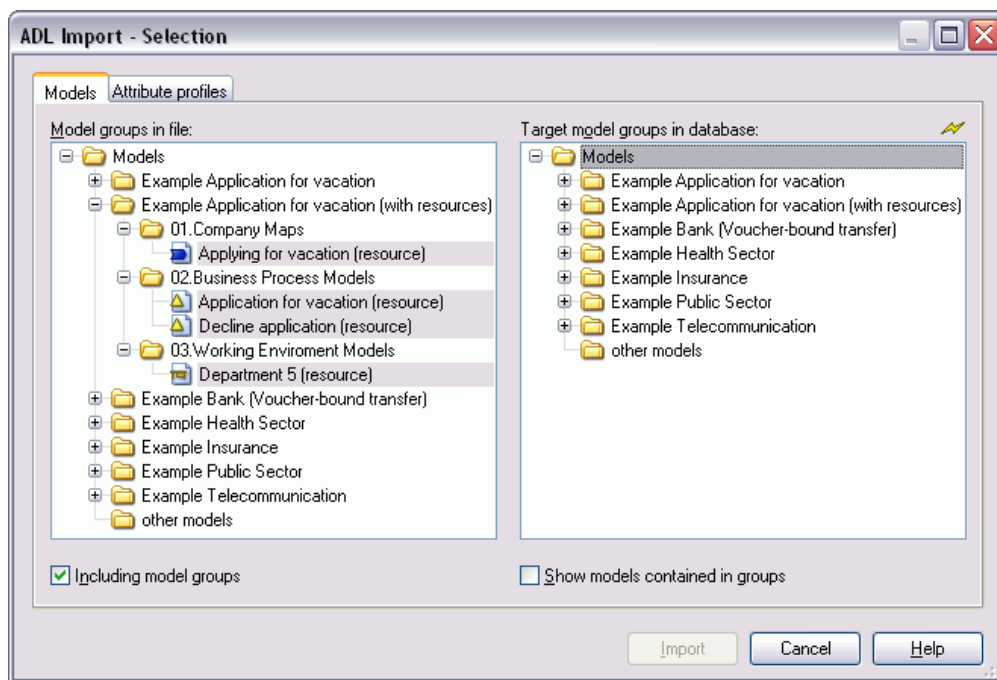 ADL Import - Selection
Models
Attribute profiles
Model groups in file:
Models
Example Application for vacation
Example Application for vacation (with resources)
01.Company Maps
Applying for vacation (resource)
02.Business Process Models
Application for vacation (resource)
Decline application (resource)
03.Working Enviroment Models
Department 5 (resource)
Example Bank (Voucher-bound transfer)
Example Health Sector
Example Insurance
Example Public Sector
Example Telecommunication
other models
Including model groups
Target model groups in database:
Models
Example Application for vacation
Example Application for vacation (with resources)
Example Bank (Voucher-bound transfer)
Example Health Sector
Example Insurance
Example Public Sector
Example Telecommunication
other models
Show models contained in groups
Import
Cancel
Help